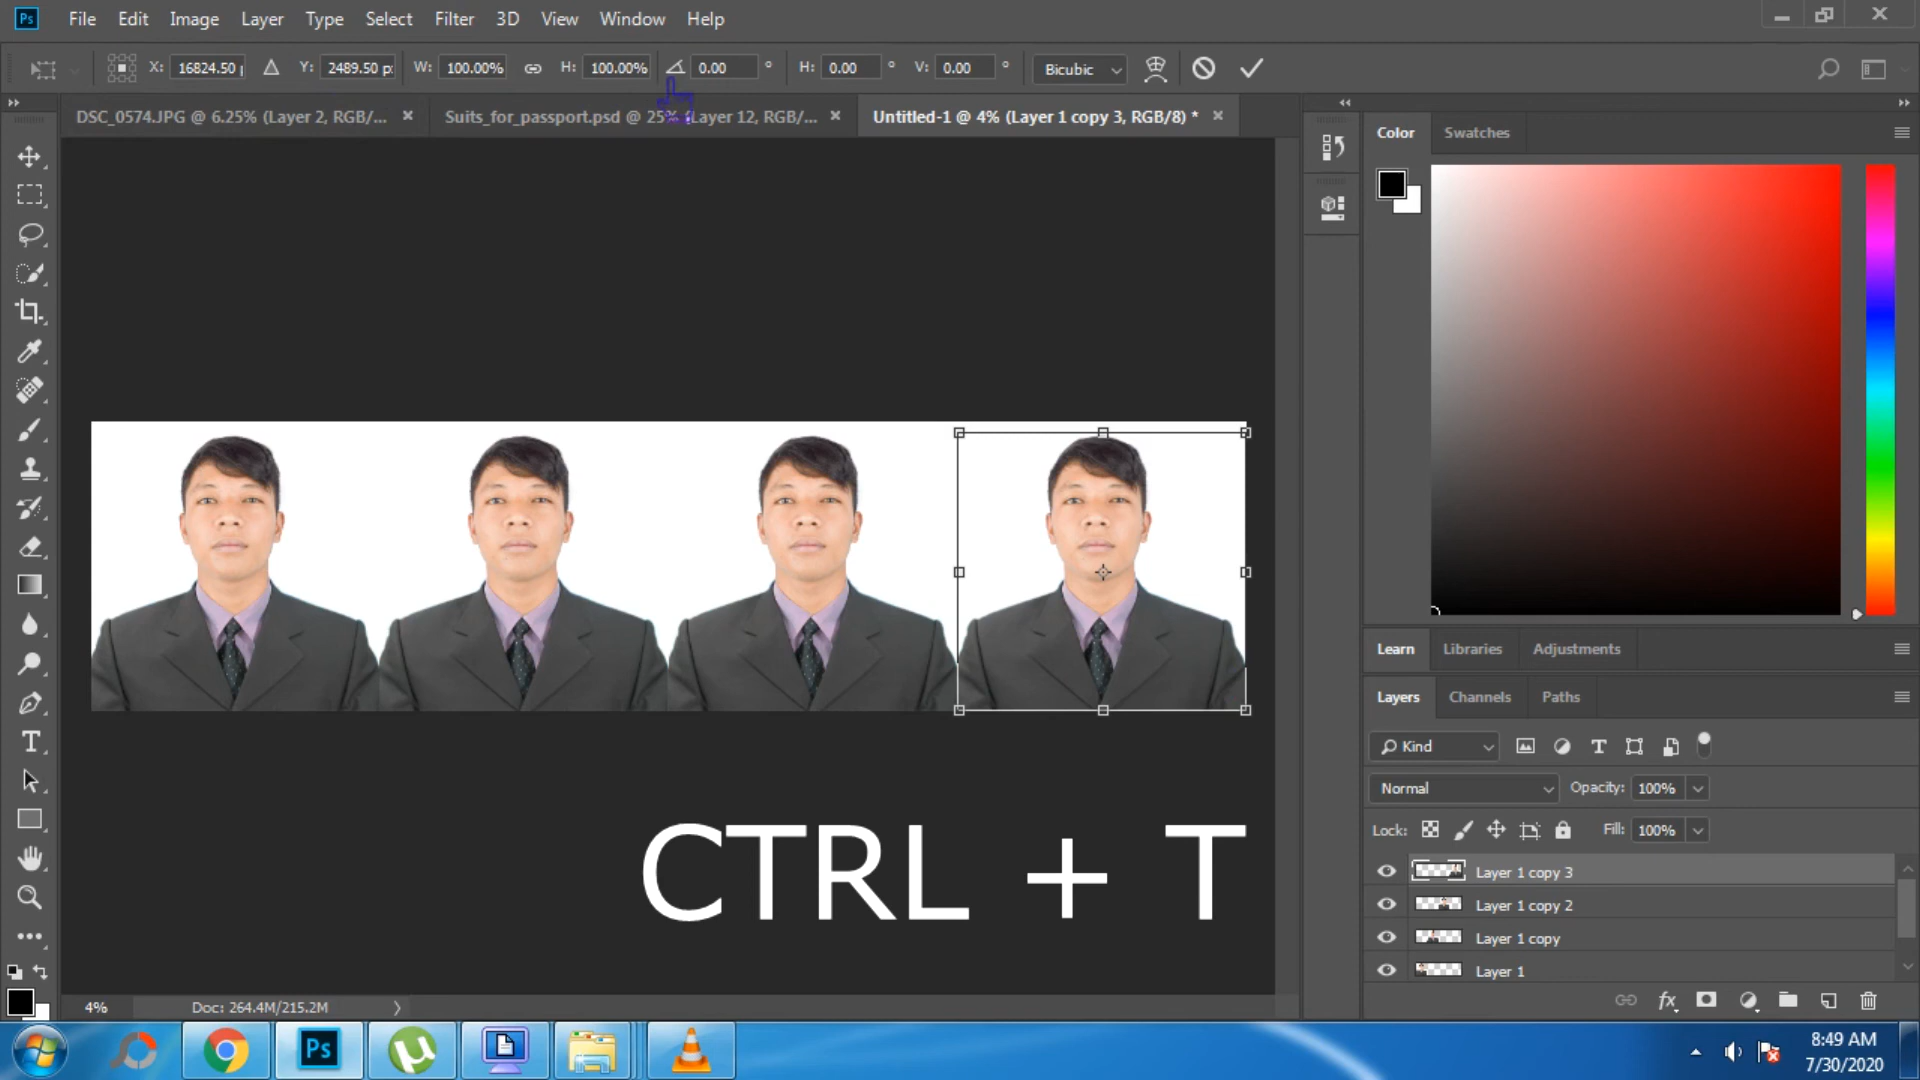 Ps File Edit Image Layer Type Select Filter 3D View Window Help
X: 16824.50 p Y: 2489.50 p W: 100.00% H: 100.00% 0.00 ° H: 0.00 ° V: 0.00 ° Bicubic
DSC_0574.JPG @ 6.25% (Layer 2, RGB/... × Suits_for_passport.psd @ 25% (Layer 12, RGB/... × Untitled-1 @ 4% (Layer 1 copy 3, RGB/8) * ×
Color Swatches
Learn Libraries Adjustments
Layers Channels Paths
Kind
Normal Opacity: 100%
Lock: Fill: 100%
Layer 1 copy 3
Layer 1 copy 2
Layer 1 copy
Layer 1
fx
CTRL + T
4% Doc: 264.4M/215.2M
Ps
8:49 AM
7/30/2020